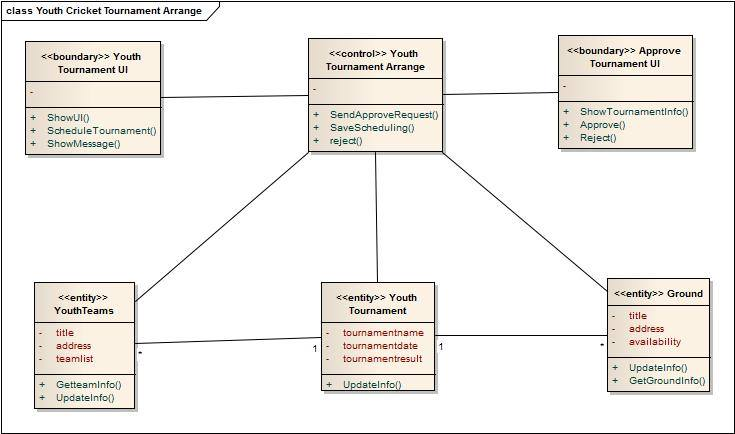 class Youth Cricket Tournament Arrange
<<boundary>> Youth
Tournament UI
-
+ ShowUI()
+ ScheduleTournament()
+ ShowMessage()
<<control>> Youth
Tournament Arrange
-
+ SendApproveRequest()
+ SaveScheduling()
+ reject()
<<boundary>> Approve
Tournament UI
-
+ ShowTournamentInfo()
+ Approve()
+ Reject()
<<entity>>
YouthTeams
- title
- address
- teamlist
+ GetteamInfo()
+ UpdateInfo()
*
1
<<entity>> Youth
Tournament
- tournamentname
- tournamentdate
- tournamentresult
+ UpdateInfo()
1
*
<<entity>> Ground
- title
- address
- availability
+ UpdateInfo()
+ GetGroundInfo()